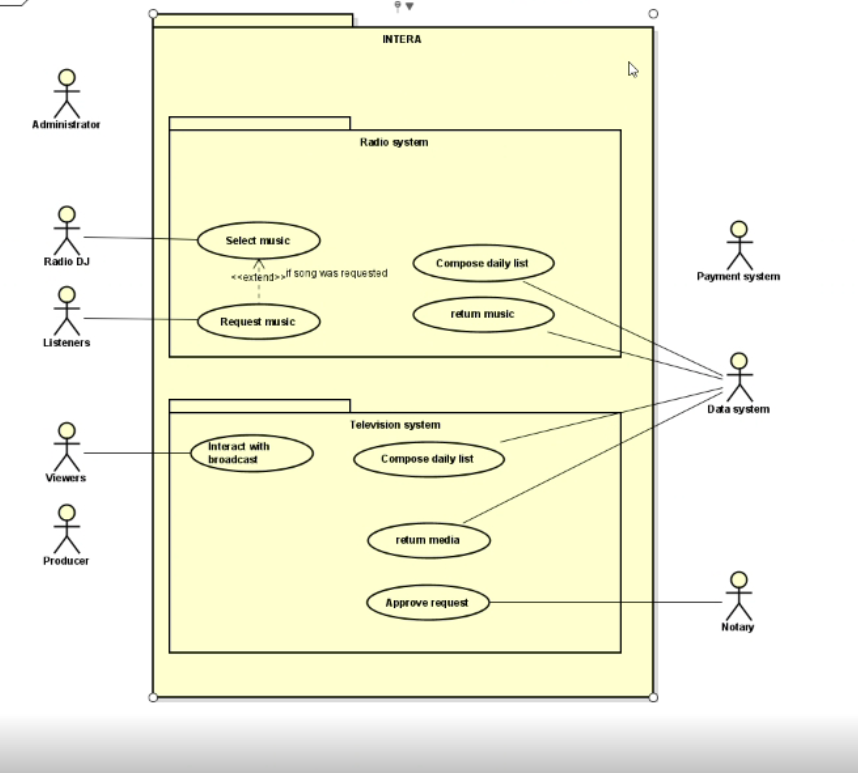 INTERA
Administrator
Radio system
Radio DJ
Select music
<<extend>>
if song was requested
Compose daily list
Payment system
Listeners
Request music
return music
Data system
Television system
Viewers
Interact with
broadcast
Compose daily list
Producer
return media
Approve request
Notary